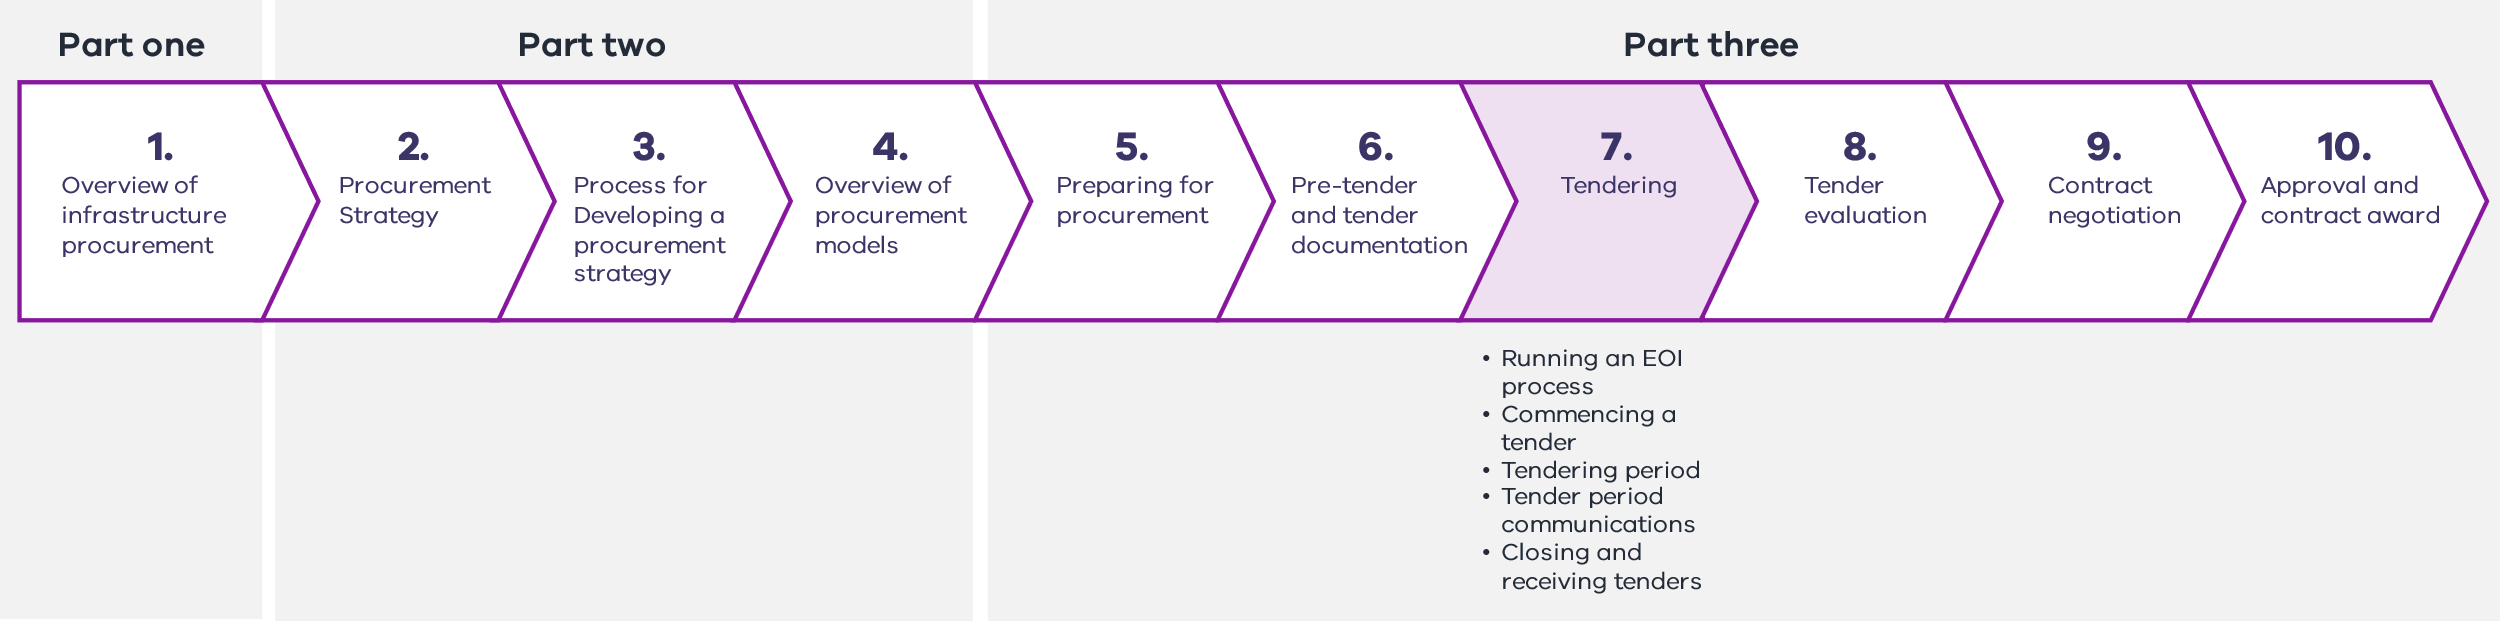 Part one
Part two
Part three
1.
Overview of
infrastructure
procurement
2.
Procurement
Strategy
3.
Process for
Developing a
procurement
strategy
4.
Overview of
procurement
models
5.
Preparing for
procurement
6.
Pre-tender
and tender
documentation
7.
Tendering
8.
Tender
evaluation
9.
Contract
negotiation
10.
Approval and
contract award
• Running an EOI
process
• Commencing a
tender
• Tendering period
• Tender period
communications
• Closing and
receiving tenders